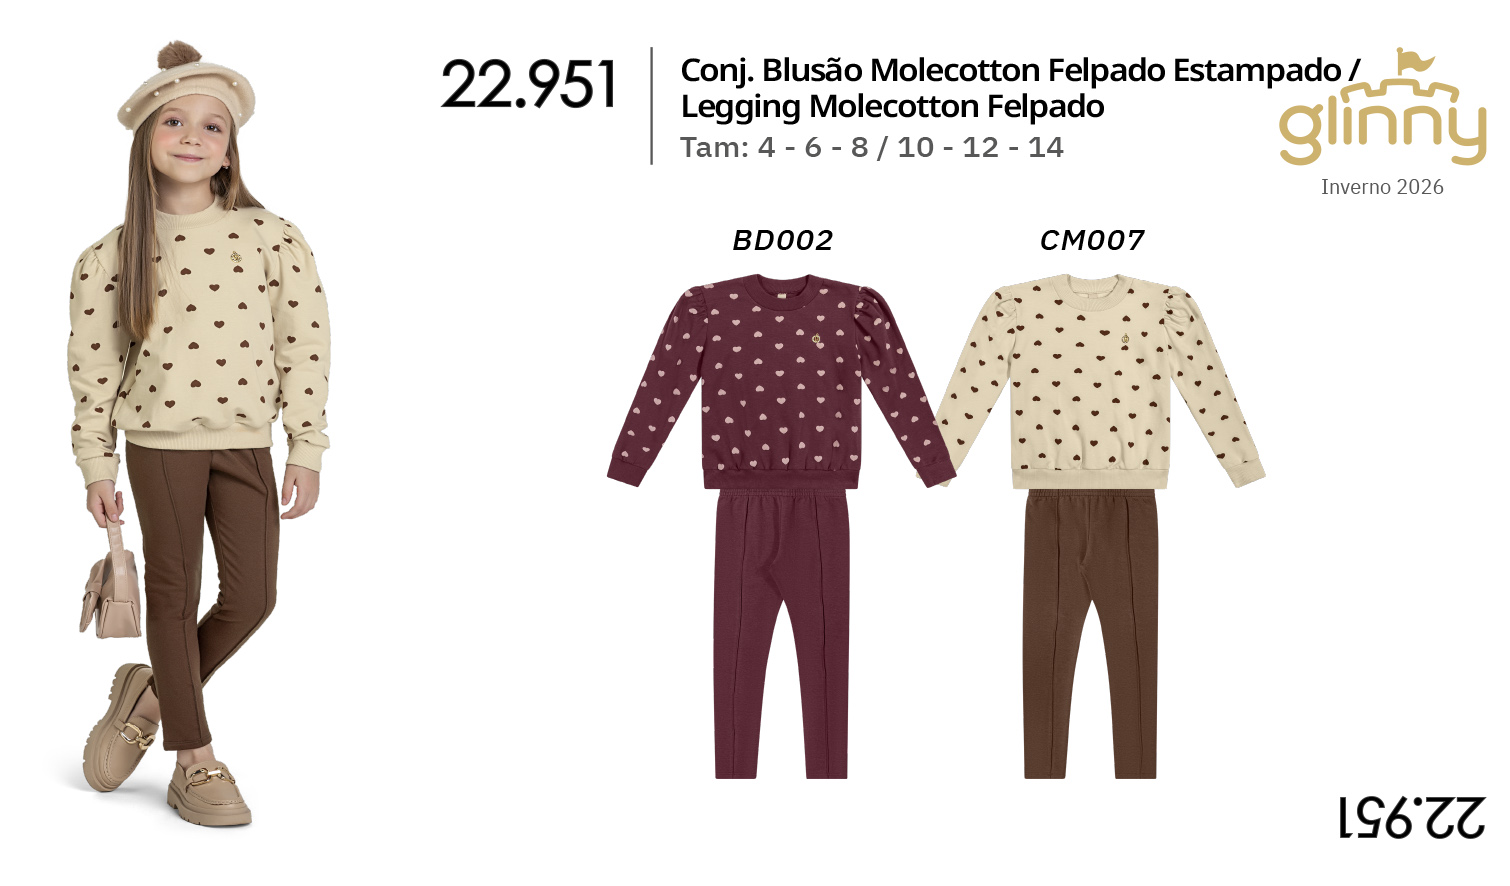 22.951
Conj. Blusão Molecotton Felpado Estampado /
Legging Molecotton Felpado
Tam: 4 - 6 - 8 / 10 - 12 - 14
glinny
Inverno 2026
BD002
CM007
22.951